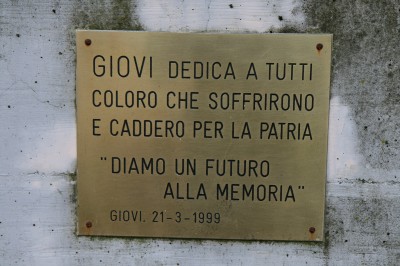 GIOVI DEDICA A TUTTI
COLORO CHE SOFFRIRONO
E CADDERO PER LA PATRIA
"DIAMO UN FUTURO
ALLA MEMORIA"
GIOVI, 21-3-1999